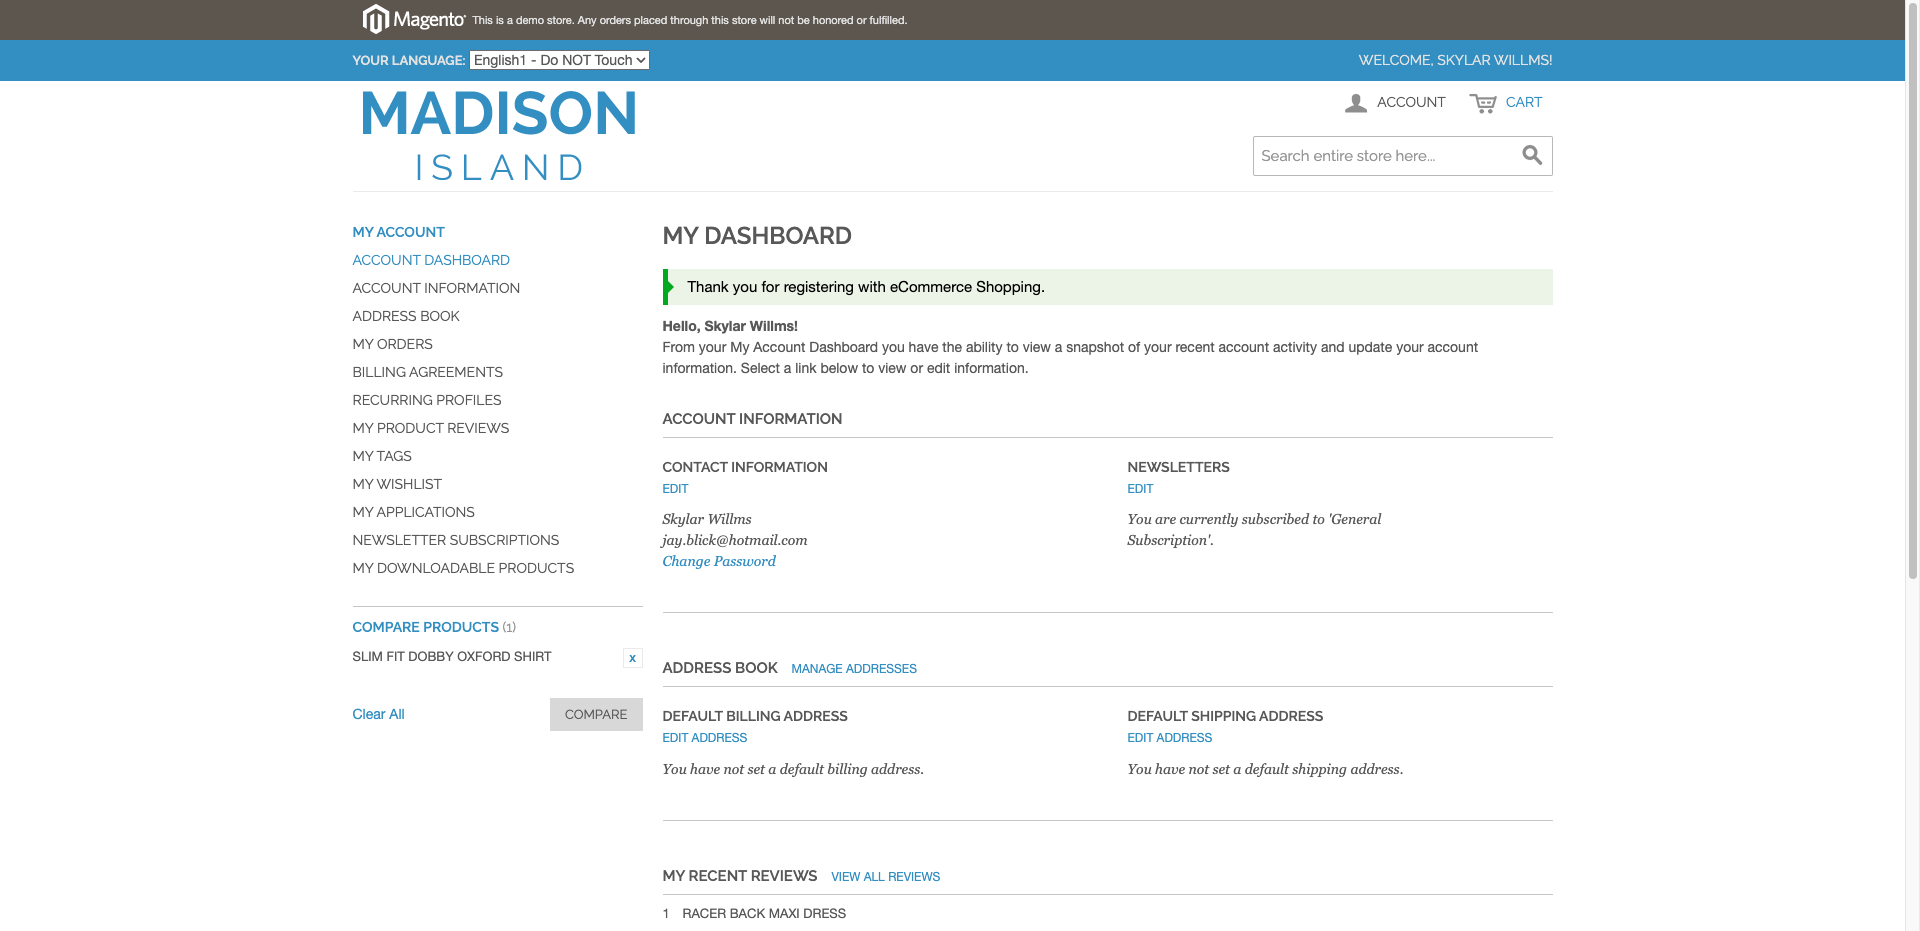 Magento This is a demo store. Any orders placed through this store will not be honored or fulfilled.
YOUR LANGUAGE: English1 - Do NOT Touch
WELCOME, SKYLAR WILLMS!
MADISON
ISLAND
ACCOUNT
CART
Search entire store here...
MY ACCOUNT
ACCOUNT DASHBOARD
ACCOUNT INFORMATION
ADDRESS BOOK
MY ORDERS
BILLING AGREEMENTS
RECURRING PROFILES
MY PRODUCT REVIEWS
MY TAGS
MY WISHLIST
MY APPLICATIONS
NEWSLETTER SUBSCRIPTIONS
MY DOWNLOADABLE PRODUCTS
COMPARE PRODUCTS (1)
SLIM FIT DOBBY OXFORD SHIRT
x
Clear All
COMPARE
MY DASHBOARD
Thank you for registering with eCommerce Shopping.
Hello, Skylar Willms!
From your My Account Dashboard you have the ability to view a snapshot of your recent account activity and update your account
information. Select a link below to view or edit information.
ACCOUNT INFORMATION
CONTACT INFORMATION
EDIT
Skylar Willms
jay.blick@hotmail.com
Change Password
NEWSLETTERS
EDIT
You are currently subscribed to 'General
Subscription'.
ADDRESS BOOK MANAGE ADDRESSES
DEFAULT BILLING ADDRESS
EDIT ADDRESS
You have not set a default billing address.
DEFAULT SHIPPING ADDRESS
EDIT ADDRESS
You have not set a default shipping address.
MY RECENT REVIEWS VIEW ALL REVIEWS
1 RACER BACK MAXI DRESS